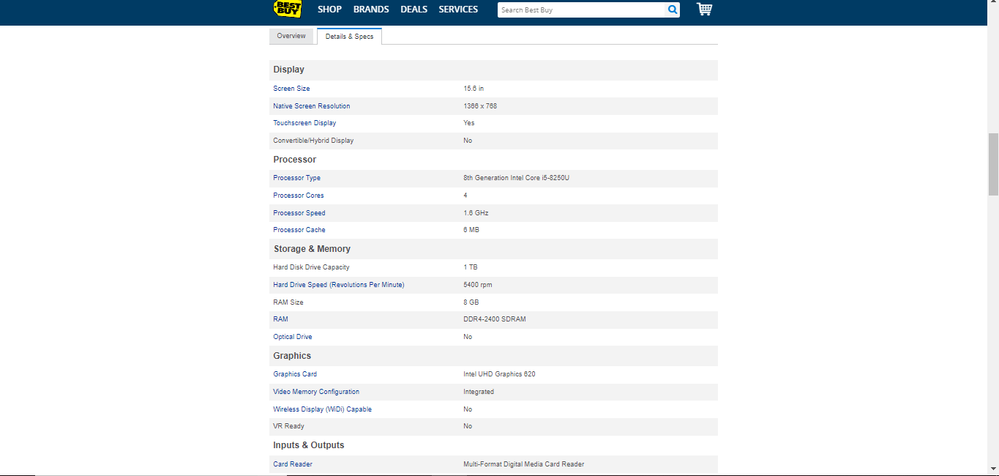 BEST BUY
SHOP BRANDS DEALS SERVICES Search Best Buy
Overview Details & Specs
Display
Screen Size 15.6 in
Native Screen Resolution 1366 x 768
Touchscreen Display Yes
Convertible/Hybrid Display No
Processor
Processor Type 8th Generation Intel Core i5-8250U
Processor Cores 4
Processor Speed 1.6 GHz
Processor Cache 6 MB
Storage & Memory
Hard Disk Drive Capacity 1 TB
Hard Drive Speed (Revolutions Per Minute) 5400 rpm
RAM Size 8 GB
RAM DDR4-2400 SDRAM
Optical Drive No
Graphics
Graphics Card Intel UHD Graphics 620
Video Memory Configuration Integrated
Wireless Display (WiDi) Capable No
VR Ready No
Inputs & Outputs
Card Reader Multi-Format Digital Media Card Reader